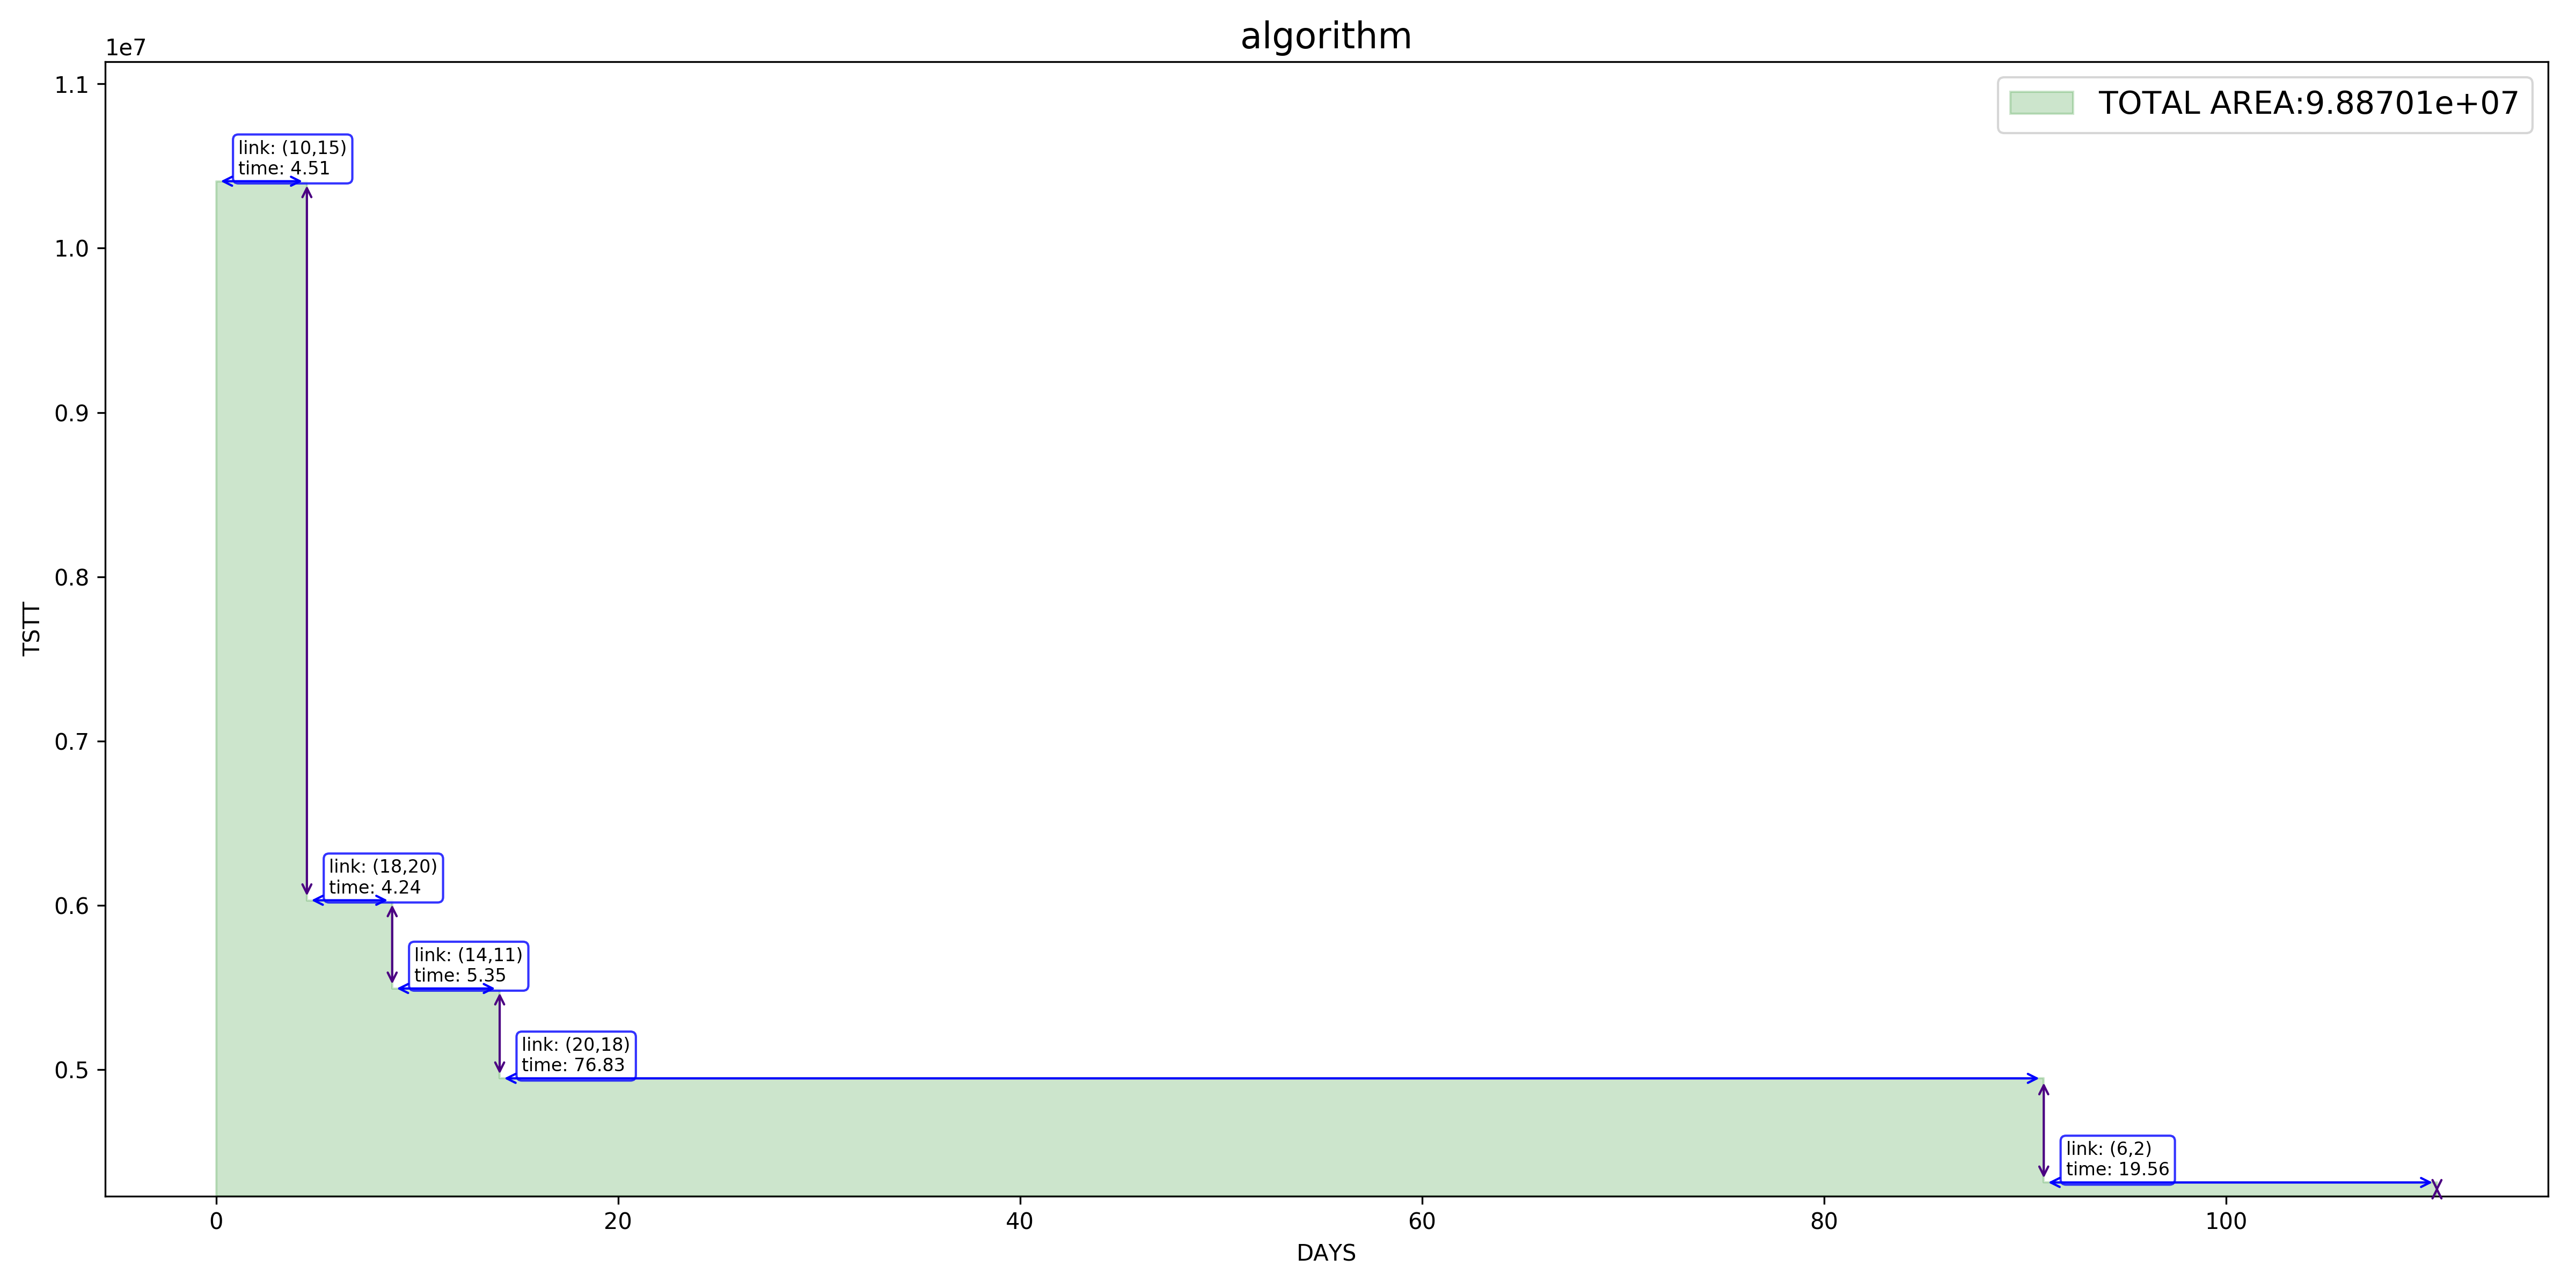 algorithm
1e7
TOTAL AREA:9.88701e+07
1.1
1.0
0.9
0.8
0.7
0.6
0.5
TSTT
link: (10,15)
time: 4.51
link: (18,20)
time: 4.24
link: (14,11)
time: 5.35
link: (20,18)
time: 76.83
link: (6,2)
time: 19.56
0 20 40 60 80 100
DAYS